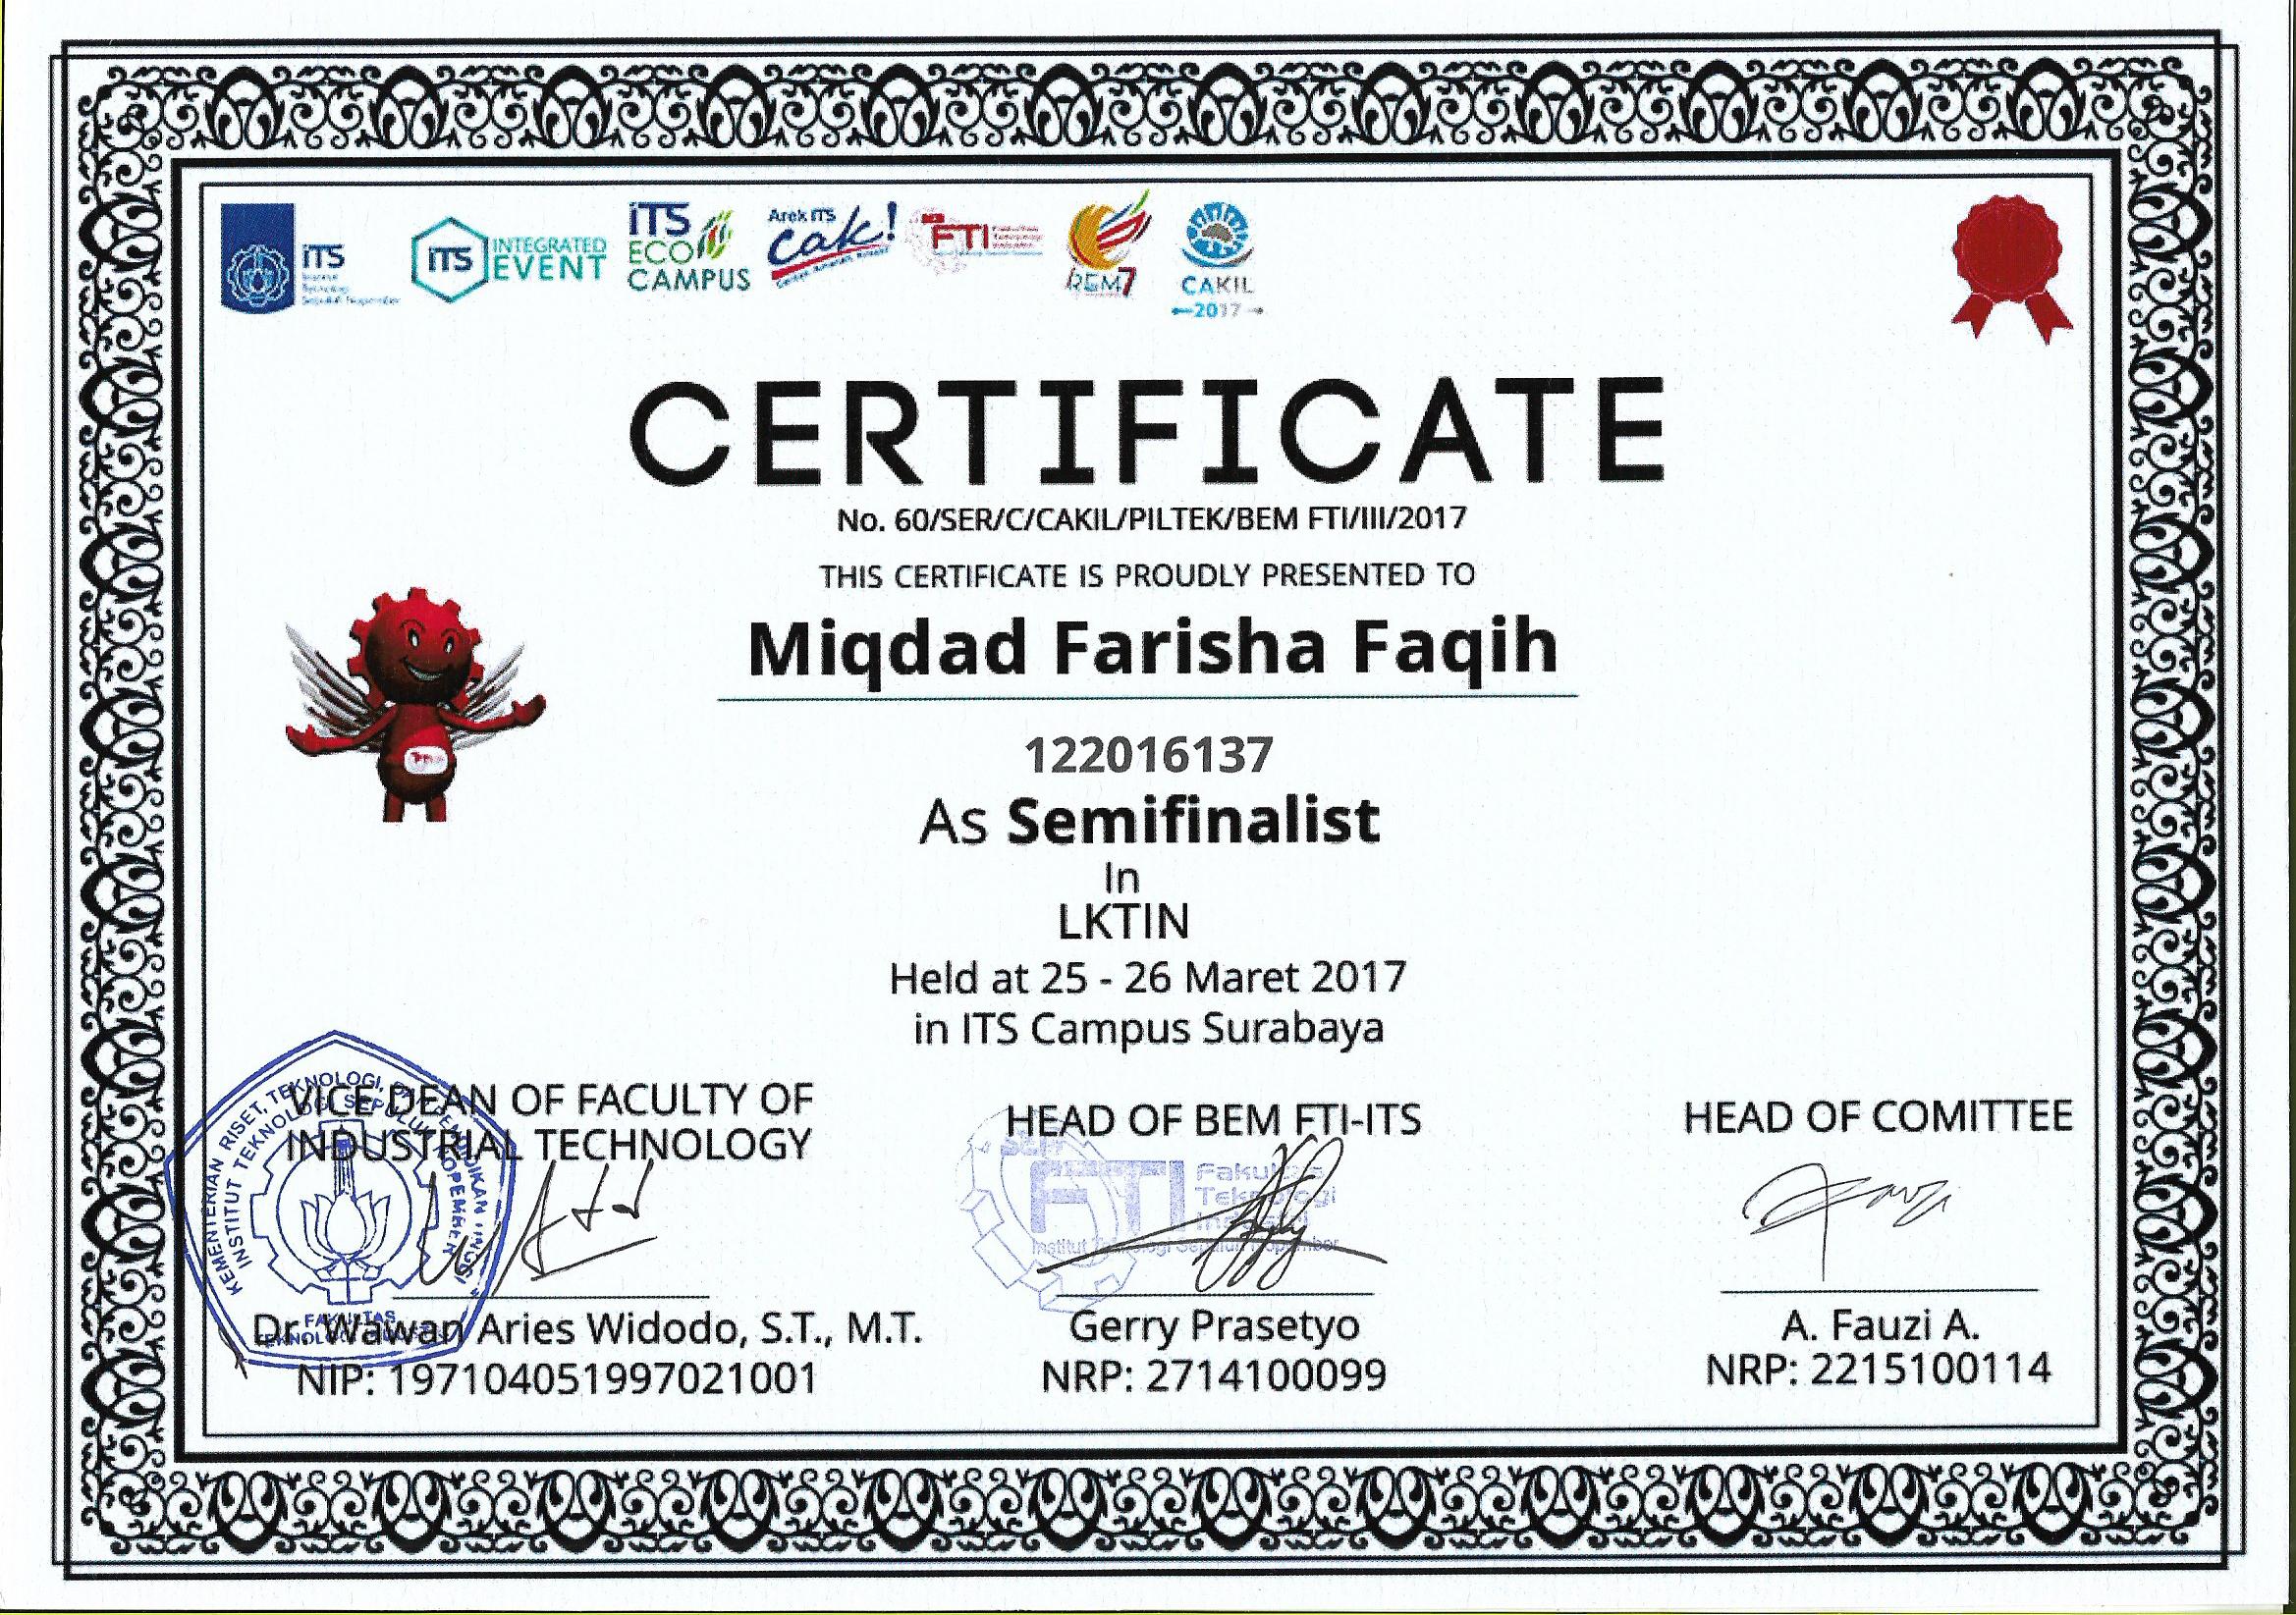 ITS
ITS INTEGRATED
EVENT
ITS
ECO
CAMPUS
Arek ITS
Cak!
FTI
BEM7
CAKIL
2017
CERTIFICATE
No. 60/SER/C/CAKIL/PILTEK/BEM FTI/III/2017
THIS CERTIFICATE IS PROUDLY PRESENTED TO
Miqdad Farisha Faqih
122016137
As Semifinalist
In
LKTIN
Held at 25 - 26 Maret 2017
in ITS Campus Surabaya
VICE DEAN OF FACULTY OF
INDUSTRIAL TECHNOLOGY
KEMENTERIAN RISET, TEKNOLOGI, DAN PENDIDIKAN TINGGI
INSTITUT TEKNOLOGI SEPULUH NOPEMBER
FAKULTAS
TEKNOLOGI INDUSTRI
Dr. Wawan Aries Widodo, S.T., M.T.
NIP: 197104051997021001
HEAD OF BEM FTI-ITS
BEM
FTI
Fakultas
Teknologi
Industri
Institut Teknologi Sepuluh Nopember
Gerry Prasetyo
NRP: 2714100099
HEAD OF COMITTEE
A. Fauzi A.
NRP: 2215100114